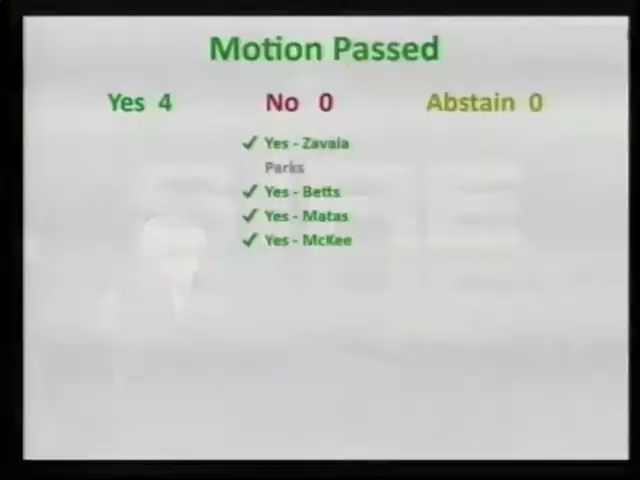 Motion Passed
Yes 4 No 0 Abstain 0
✓ Yes - Zavala
Parks
✓ Yes - Betts
✓ Yes - Matas
✓ Yes - McKee